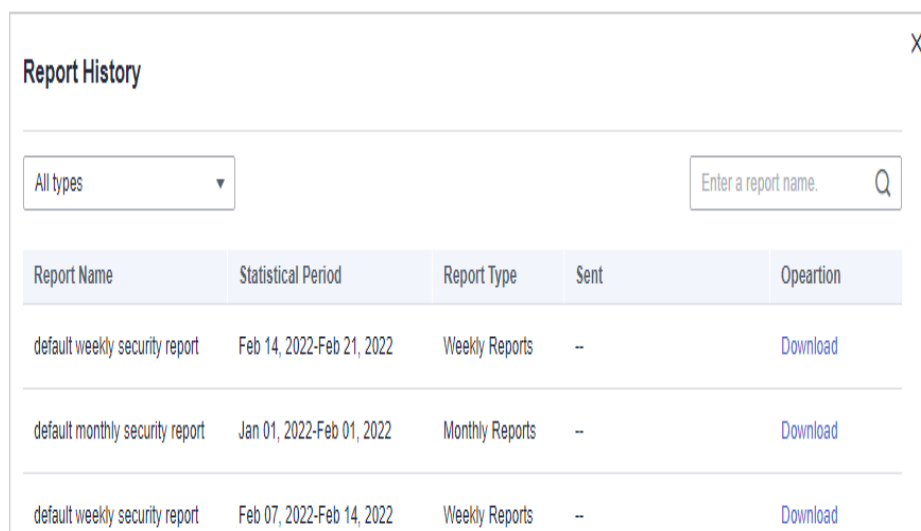 X
Report History
All types
Enter a report name.
Report Name Statistical Period Report Type Sent Opeartion
default weekly security report Feb 14, 2022-Feb 21, 2022 Weekly Reports -- Download
default monthly security report Jan 01, 2022-Feb 01, 2022 Monthly Reports -- Download
default weekly security report Feb 07, 2022-Feb 14, 2022 Weekly Reports -- Download